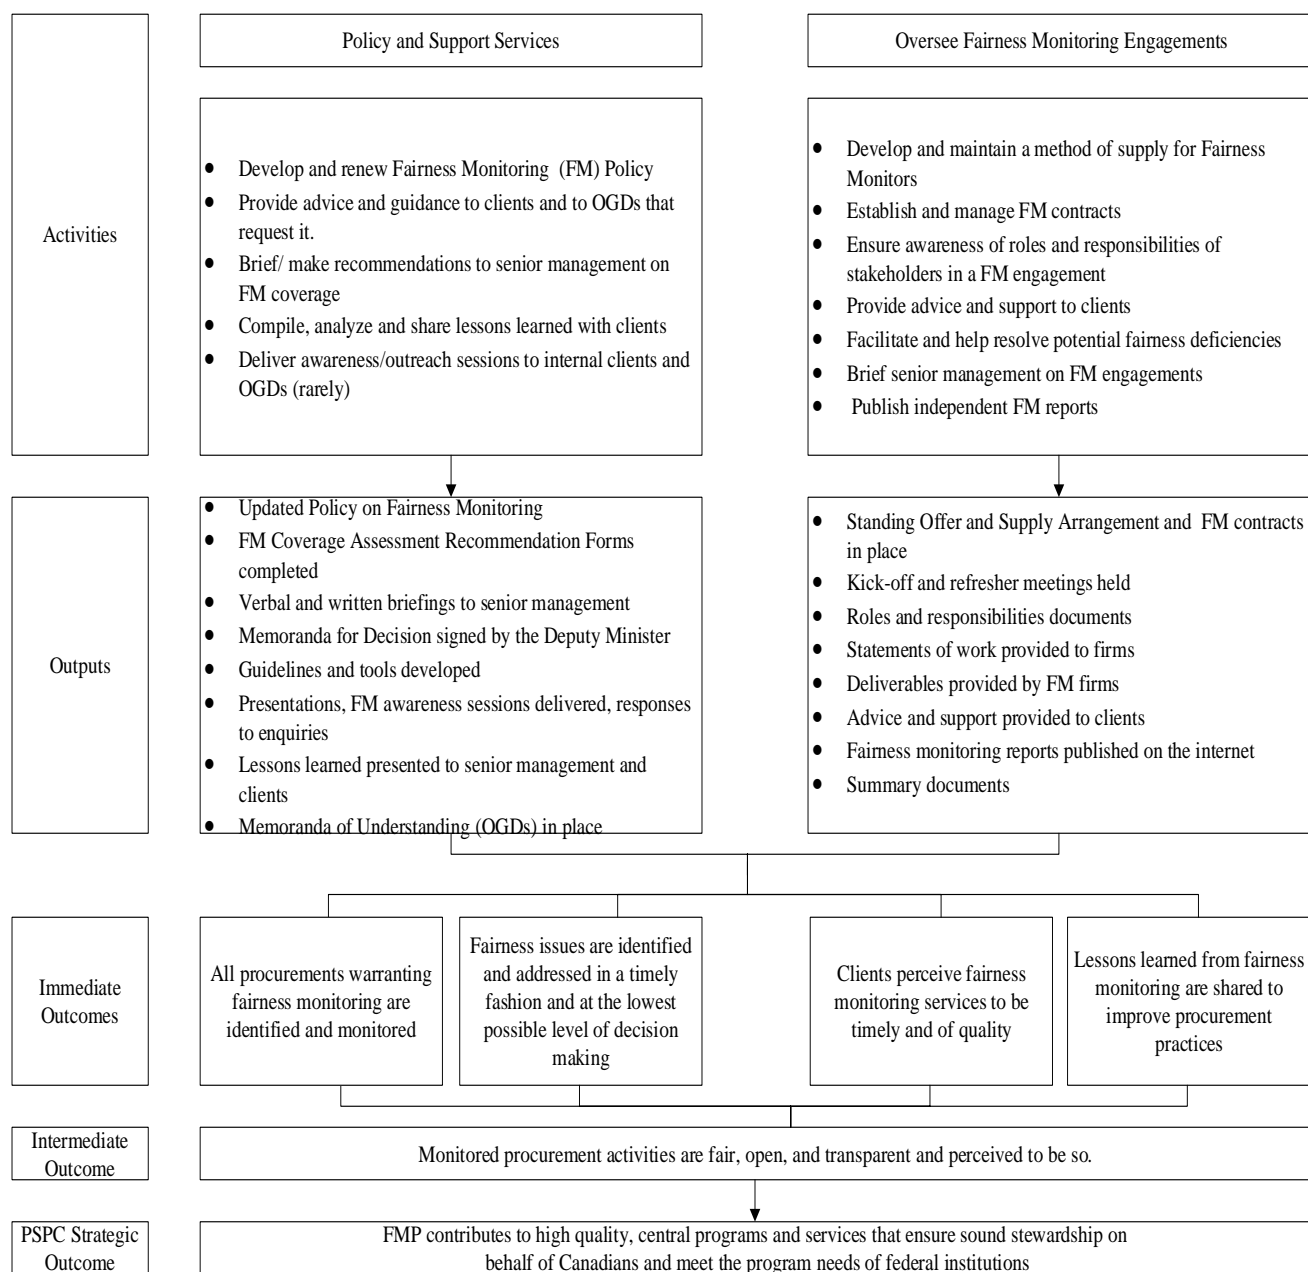 Activities
Policy and Support Services
Oversee Fairness Monitoring Engagements
● Develop and renew Fairness Monitoring (FM) Policy
● Provide advice and guidance to clients and to OGDs that
request it.
● Brief/ make recommendations to senior management on
FM coverage
● Compile, analyze and share lessons learned with clients
● Deliver awareness/outreach sessions to internal clients and
OGDs (rarely)
● Develop and maintain a method of supply for Fairness
Monitors
● Establish and manage FM contracts
● Ensure awareness of roles and responsibilities of
stakeholders in a FM engagement
● Provide advice and support to clients
● Facilitate and help resolve potential fairness deficiencies
● Brief senior management on FM engagements
● Publish independent FM reports
Outputs
● Updated Policy on Fairness Monitoring
● FM Coverage Assessment Recommendation Forms
completed
● Verbal and written briefings to senior management
● Memoranda for Decision signed by the Deputy Minister
● Guidelines and tools developed
● Presentations, FM awareness sessions delivered, responses
to enquiries
● Lessons learned presented to senior management and
clients
● Memoranda of Understanding (OGDs) in place
● Standing Offer and Supply Arrangement and FM contracts
in place
● Kick-off and refresher meetings held
● Roles and responsibilities documents
● Statements of work provided to firms
● Deliverables provided by FM firms
● Advice and support provided to clients
● Fairness monitoring reports published on the internet
● Summary documents
Immediate
Outcomes
All procurements warranting
fairness monitoring are
identified and monitored
Fairness issues are identified
and addressed in a timely
fashion and at the lowest
possible level of decision
making
Clients perceive fairness
monitoring services to be
timely and of quality
Lessons learned from fairness
monitoring are shared to
improve procurement
practices
Intermediate
Outcome
Monitored procurement activities are fair, open, and transparent and perceived to be so.
PSPC Strategic
Outcome
FMP contributes to high quality, central programs and services that ensure sound stewardship on
behalf of Canadians and meet the program needs of federal institutions